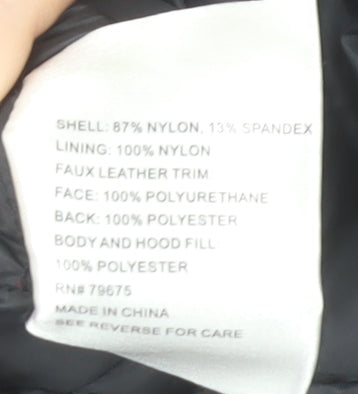 SHELL: 87% NYLON, 13% SPANDEX
LINING: 100% NYLON
FAUX LEATHER TRIM
FACE: 100% POLYURETHANE
BACK: 100% POLYESTER
BODY AND HOOD FILL
100% POLYESTER
RN# 79675
MADE IN CHINA
SEE REVERSE FOR CARE